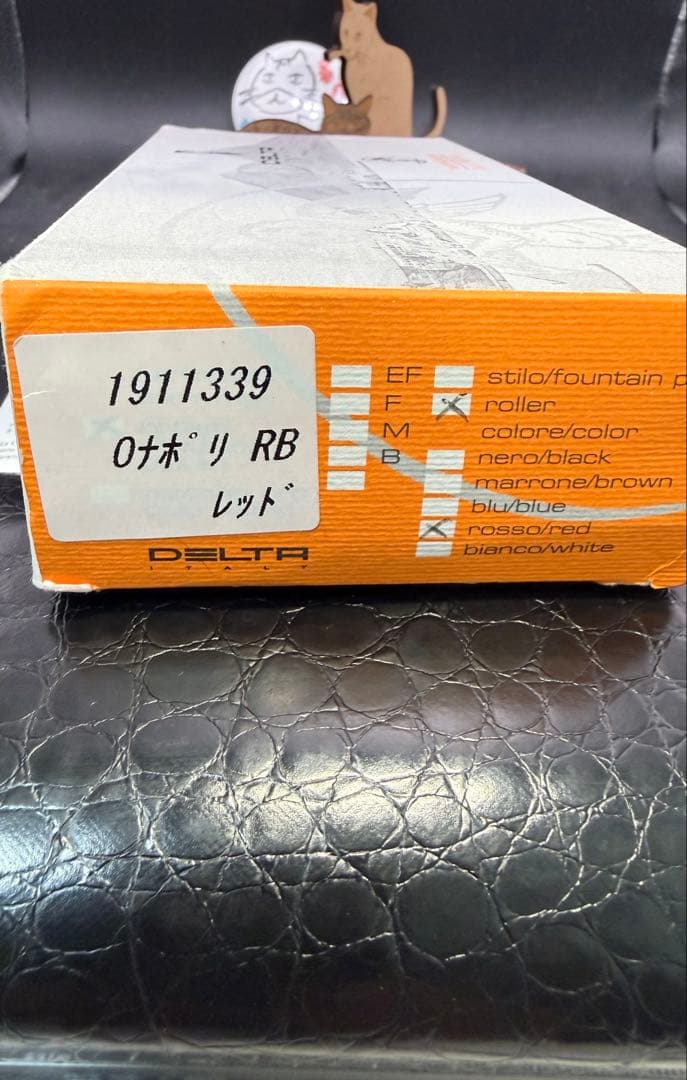 1911339
0ナポリ RB
レッド
DELTA
ITALY
EF
F
M
B
stilo/fountain p
roller
colore/color
nero/black
marrone/brown
blu/blue
rosso/red
bianco/white